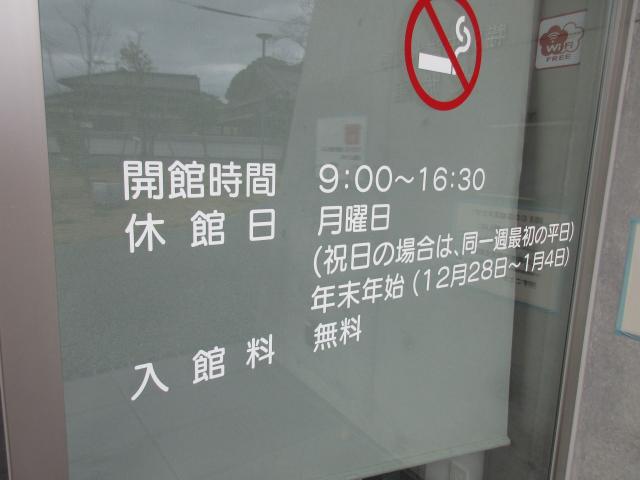 WiFi
FREE
開館時間 9:00～16:30
休館日 月曜日
(祝日の場合は、同一週最初の平日)
年末年始 (12月28日～1月4日)
入館料 無料